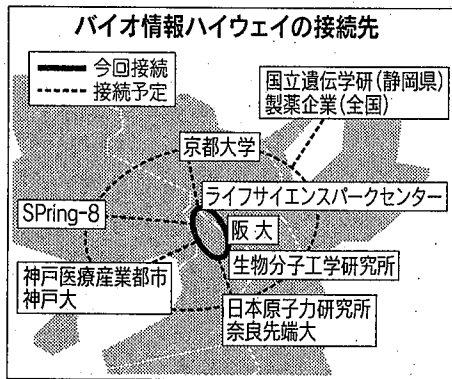 バイオ情報ハイウェイの接続先
今回接続
接続予定
国立遺伝学研(静岡県)
製薬企業(全国)
京都大学
ライフサイエンスパークセンター
SPring-8
阪大
生物分子工学研究所
神戸医療産業都市
神戸大
日本原子力研究所
奈良先端大